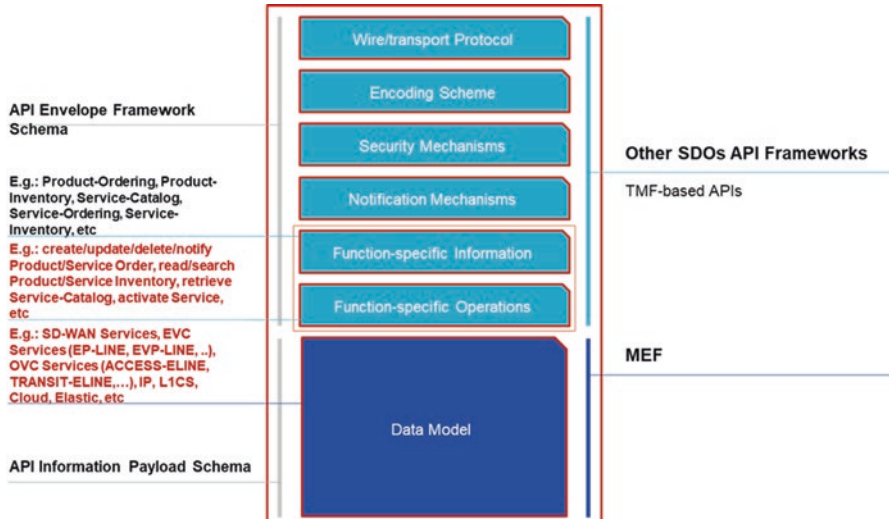 Wire/transport Protocol
Encoding Scheme
API Envelope Framework
Schema
Security Mechanisms
Other SDOs API Frameworks
TMF-based APIs
E.g.: Product-Ordering, Product-
Inventory, Service-Catalog,
Service-Ordering, Service-
Inventory, etc
Notification Mechanisms
E.g.: create/update/delete/notify
Product/Service Order, read/search
Product/Service Inventory, retrieve
Service-Catalog, activate Service,
etc
Function-specific Information
Function-specific Operations
E.g.: SD-WAN Services, EVC
Services (EP-LINE, EVP-LINE, ..),
OVC Services (ACCESS-ELINE,
TRANSIT-ELINE,...), IP, L1CS,
Cloud, Elastic, etc
MEF
Data Model
API Information Payload Schema